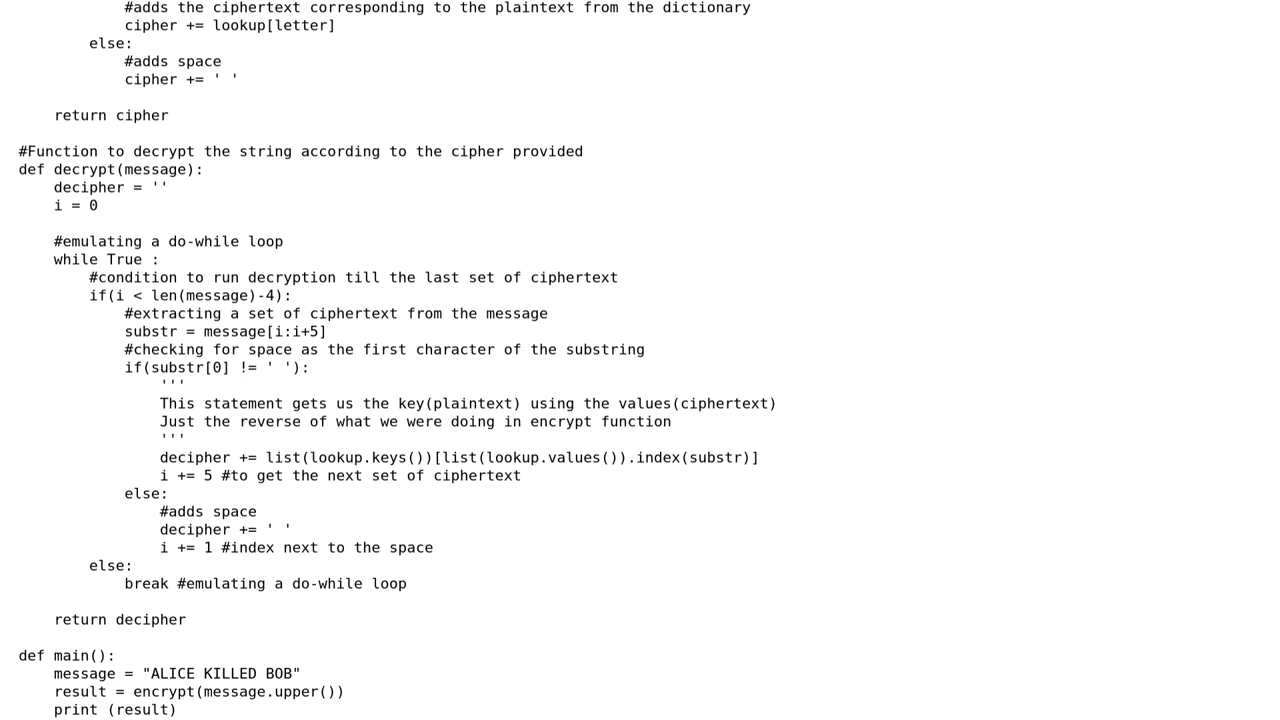 #adds the ciphertext corresponding to the plaintext from the dictionary
            cipher += lookup[letter]
        else:
            #adds space
            cipher += ' '

    return cipher

#Function to decrypt the string according to the cipher provided
def decrypt(message):
    decipher = ''
    i = 0

    #emulating a do-while loop
    while True :
        #condition to run decryption till the last set of ciphertext
        if(i < len(message)-4):
            #extracting a set of ciphertext from the message
            substr = message[i:i+5]
            #checking for space as the first character of the substring
            if(substr[0] != ' '):
                '''
                This statement gets us the key(plaintext) using the values(ciphertext)
                Just the reverse of what we were doing in encrypt function
                '''
                decipher += list(lookup.keys())[list(lookup.values()).index(substr)]
                i += 5 #to get the next set of ciphertext
            else:
                #adds space
                decipher += ' '
                i += 1 #index next to the space
        else:
            break #emulating a do-while loop

    return decipher

def main():
    message = "ALICE KILLED BOB"
    result = encrypt(message.upper())
    print (result)